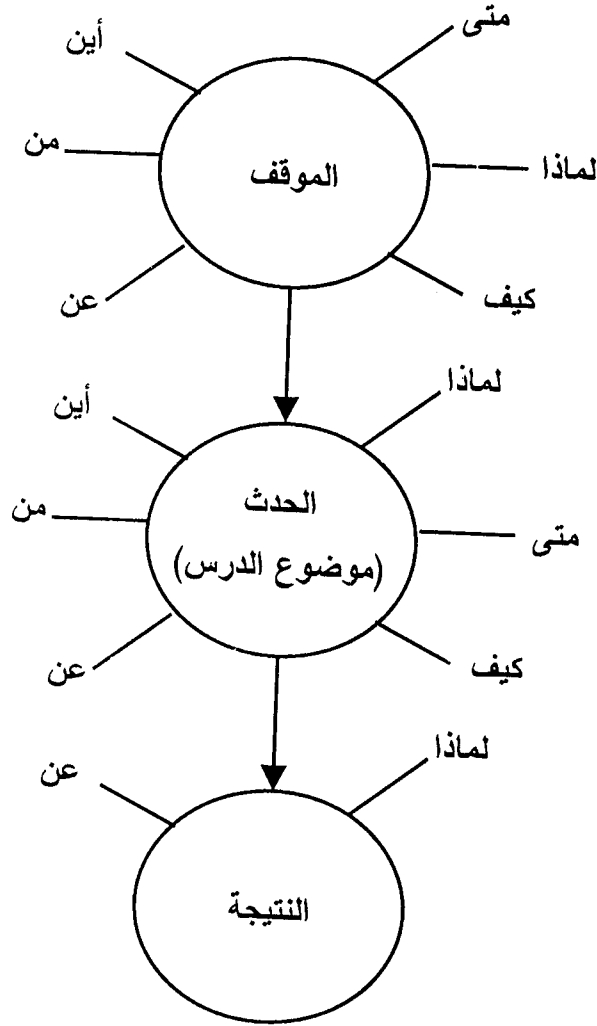 متى
أين
من
الموقف
لماذا
عن
كيف
لماذا
أين
الحدث
(موضوع الدرس)
من
متى
عن
كيف
لماذا
عن
النتيجة